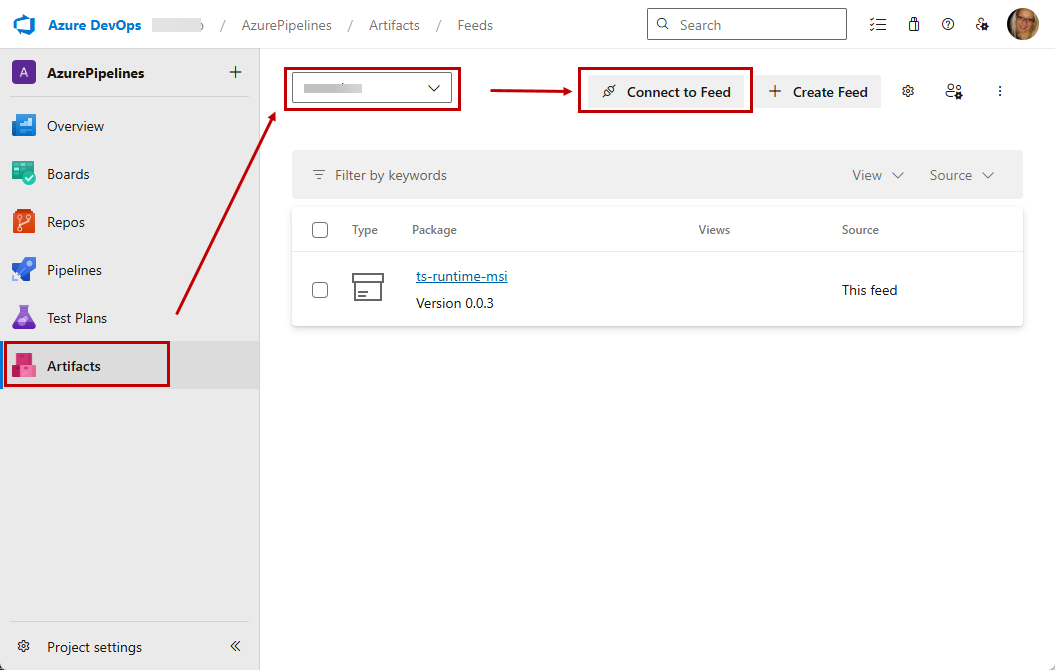 Azure DevOps / AzurePipelines / Artifacts / Feeds
Search
A AzurePipelines
Overview
Boards
Repos
Pipelines
Test Plans
Artifacts
Project settings
Connect to Feed
Create Feed
Filter by keywords
View
Source
Type Package Views Source
ts-runtime-msi
Version 0.0.3
This feed